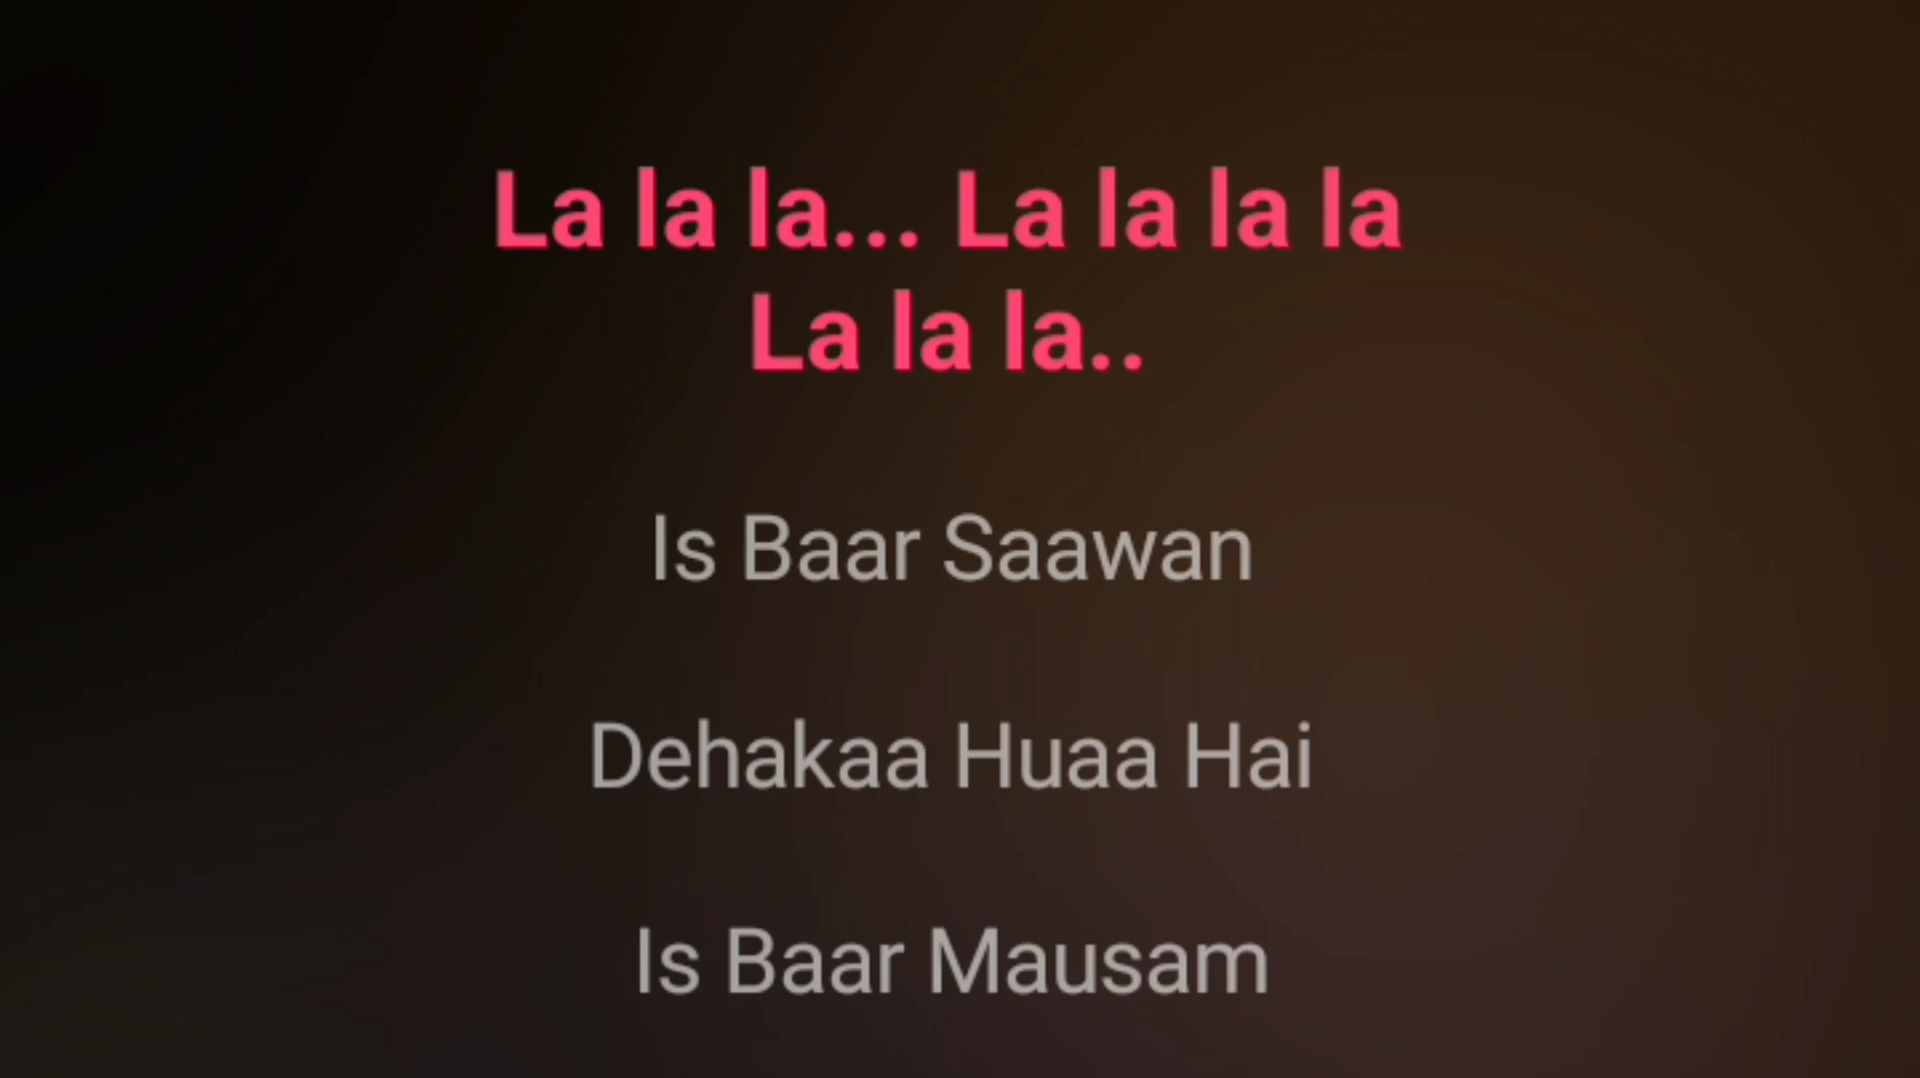 La la la... La la la la
La la la..
Is Baar Saawan
Dehakaa Huaa Hai
Is Baar Mausam